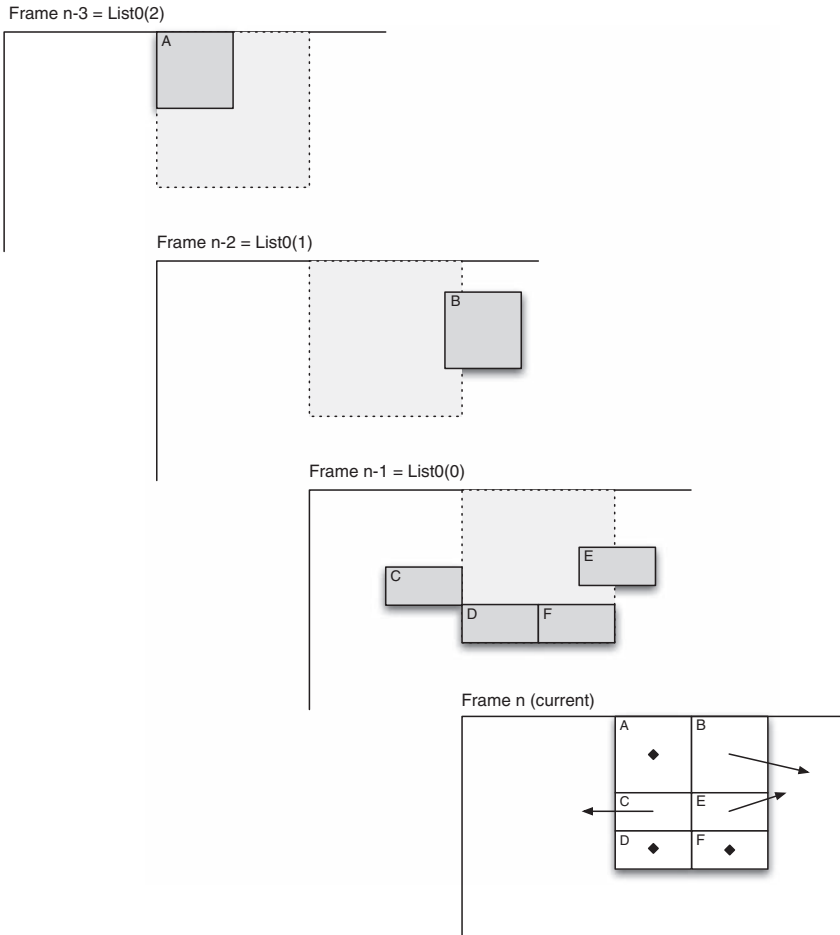 Frame n-3 = List0(2)
A
Frame n-2 = List0(1)
B
Frame n-1 = List0(0)
E
C
D F
Frame n (current)
A B
C E
D F